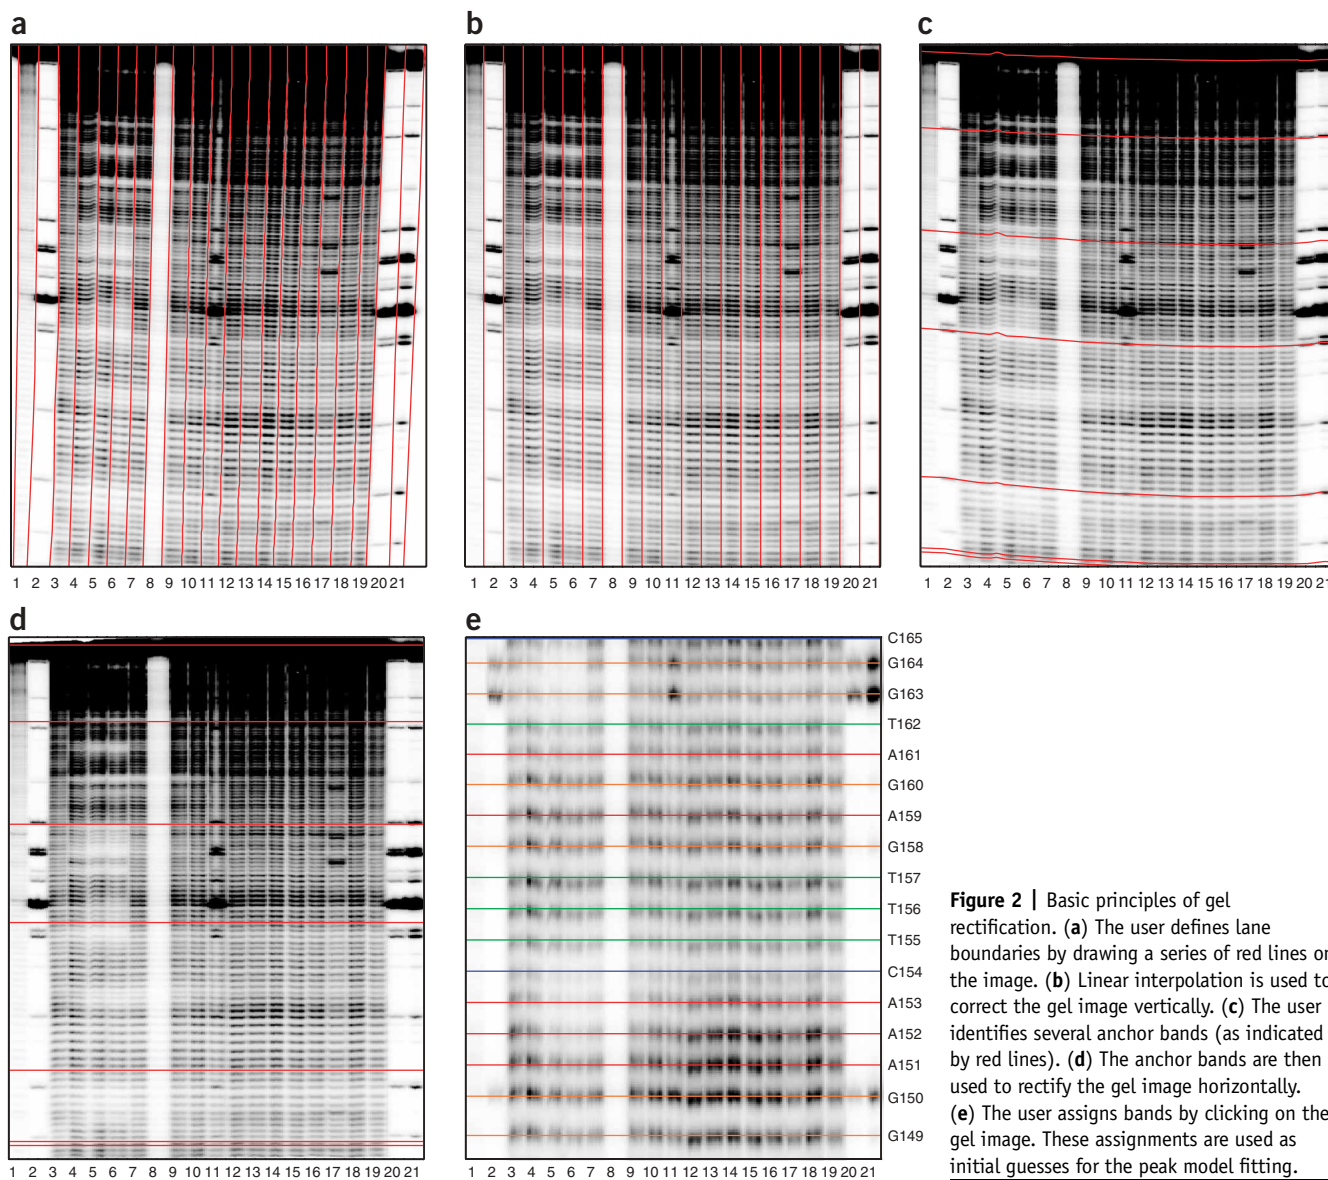 a
b
c
1 2 3 4 5 6 7 8 9 10 11 12 13 14 15 16 17 18 19 20 21
1 2 3 4 5 6 7 8 9 10 11 12 13 14 15 16 17 18 19 20 21
1 2 3 4 5 6 7 8 9 10 11 12 13 14 15 16 17 18 19 20 21
d
e
C165
G164
G163
T162
A161
G160
A159
G158
T157
T156
T155
C154
A153
A152
A151
G150
G149
1 2 3 4 5 6 7 8 9 10 11 12 13 14 15 16 17 18 19 20 21
1 2 3 4 5 6 7 8 9 10 11 12 13 14 15 16 17 18 19 20 21
Figure 2 | Basic principles of gel
rectification. (a) The user defines lane
boundaries by drawing a series of red lines on
the image. (b) Linear interpolation is used to
correct the gel image vertically. (c) The user
identifies several anchor bands (as indicated
by red lines). (d) The anchor bands are then
used to rectify the gel image horizontally.
(e) The user assigns bands by clicking on the
gel image. These assignments are used as
initial guesses for the peak model fitting.